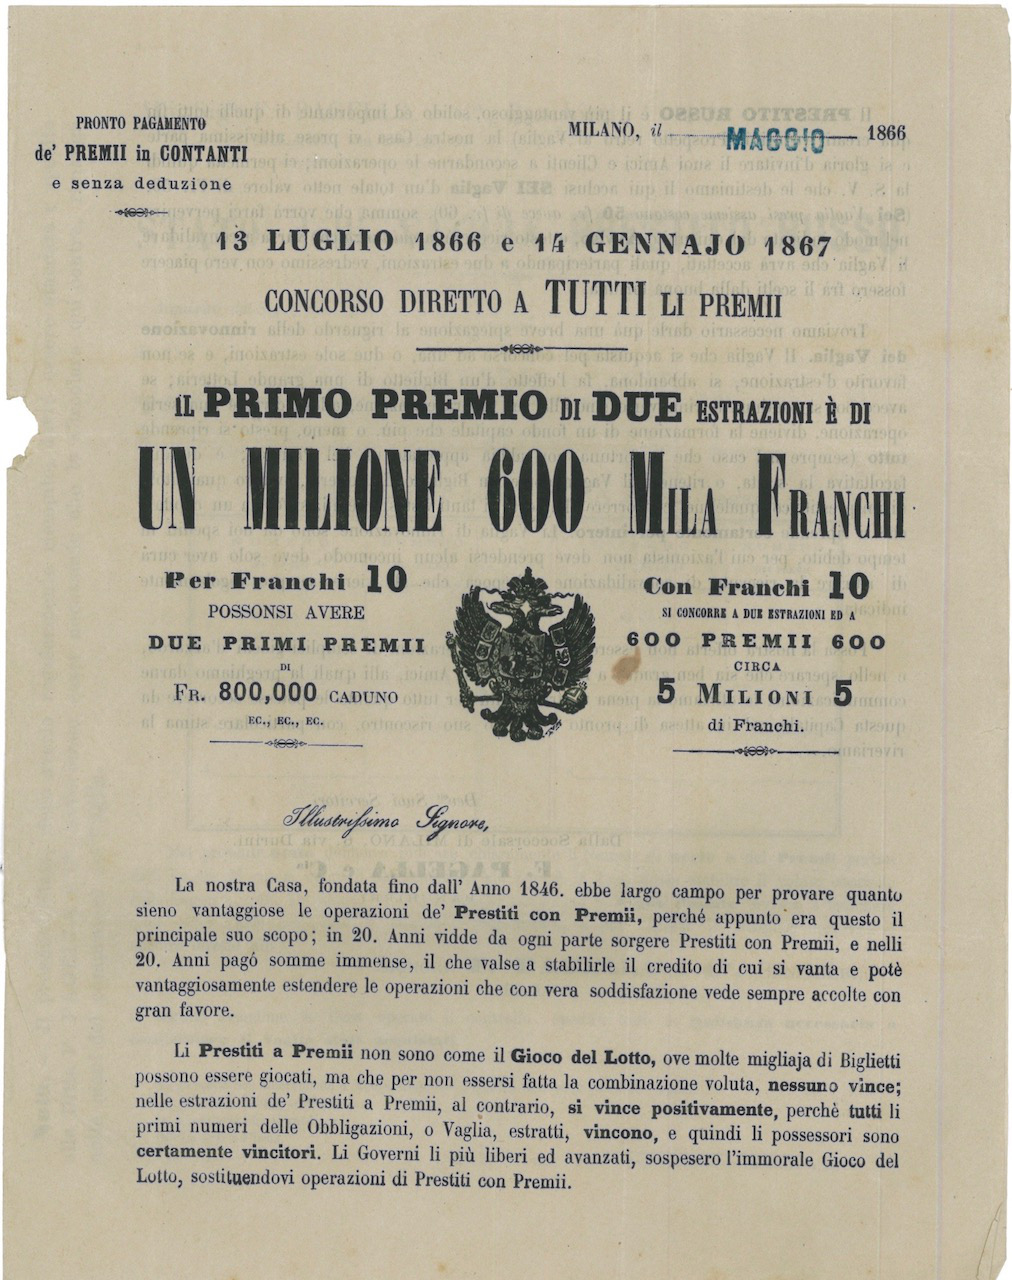 PRONTO PAGAMENTO
de' PREMII in CONTANTI
e senza deduzione
MILANO, il MAGGIO 1866
13 LUGLIO 1866 e 14 GENNAJO 1867
CONCORSO DIRETTO A TUTTI LI PREMII
IL PRIMO PREMIO DI DUE ESTRAZIONI È DI
UN MILIONE 600 MILA FRANCHI
Per Franchi 10
POSSONSI AVERE
DUE PRIMI PREMII
DI
FR. 800,000 CADUNO
EC., EC., EC.
Con Franchi 10
SI CONCORRE A DUE ESTRAZIONI ED A
600 PREMII 600
CIRCA
5 MILIONI 5
di Franchi.
Illustrissimo Signore,
La nostra Casa, fondata fino dall' Anno 1846. ebbe largo campo per provare quanto
sieno vantaggiose le operazioni de' Prestiti con Premii, perché appunto era questo il
principale suo scopo; in 20. Anni vidde da ogni parte sorgere Prestiti con Premii, e nelli
20. Anni pagó somme immense, il che valse a stabilirle il credito di cui si vanta e potè
vantaggiosamente estendere le operazioni che con vera soddisfazione vede sempre accolte con
gran favore.
Li Prestiti a Premii non sono come il Gioco del Lotto, ove molte migliaja di Biglietti
possono essere giocati, ma che per non essersi fatta la combinazione voluta, nessuno vince;
nelle estrazioni de' Prestiti a Premii, al contrario, si vince positivamente, perchè tutti li
primi numeri delle Obbligazioni, o Vaglia, estratti, vincono, e quindi li possessori sono
certamente vincitori. Li Governi li più liberi ed avanzati, sospesero l'immorale Gioco del
Lotto, sostituendovi operazioni di Prestiti con Premii.